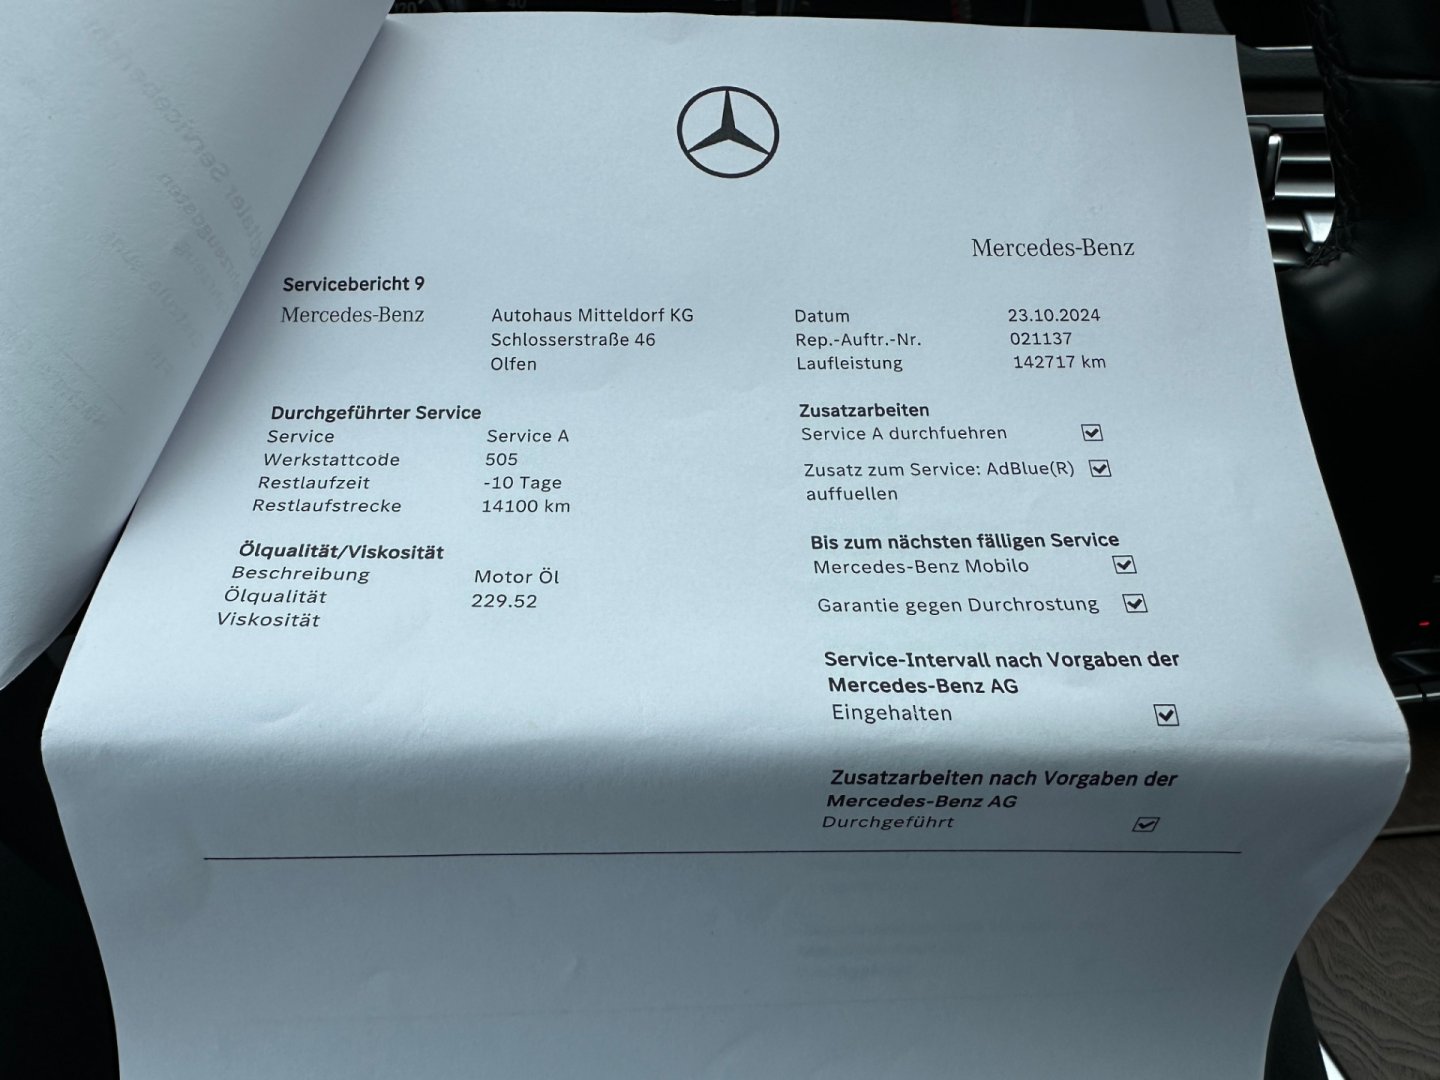 Mercedes-Benz
Servicebericht 9
Mercedes-Benz
Autohaus Mitteldorf KG
Schlosserstraße 46
Olfen
Datum 23.10.2024
Rep.-Auftr.-Nr. 021137
Laufleistung 142717 km
Durchgeführter Service
Service Service A
Werkstattcode 505
Restlaufzeit -10 Tage
Restlaufstrecke 14100 km
Ölqualität/Viskosität
Beschreibung Motor Öl
Ölqualität 229.52
Viskosität
Zusatzarbeiten
Service A durchfuehren
Zusatz zum Service: AdBlue(R)
auffuellen
Bis zum nächsten fälligen Service
Mercedes-Benz Mobilo
Garantie gegen Durchrostung
Service-Intervall nach Vorgaben der
Mercedes-Benz AG
Eingehalten
Zusatzarbeiten nach Vorgaben der
Mercedes-Benz AG
Durchgeführt